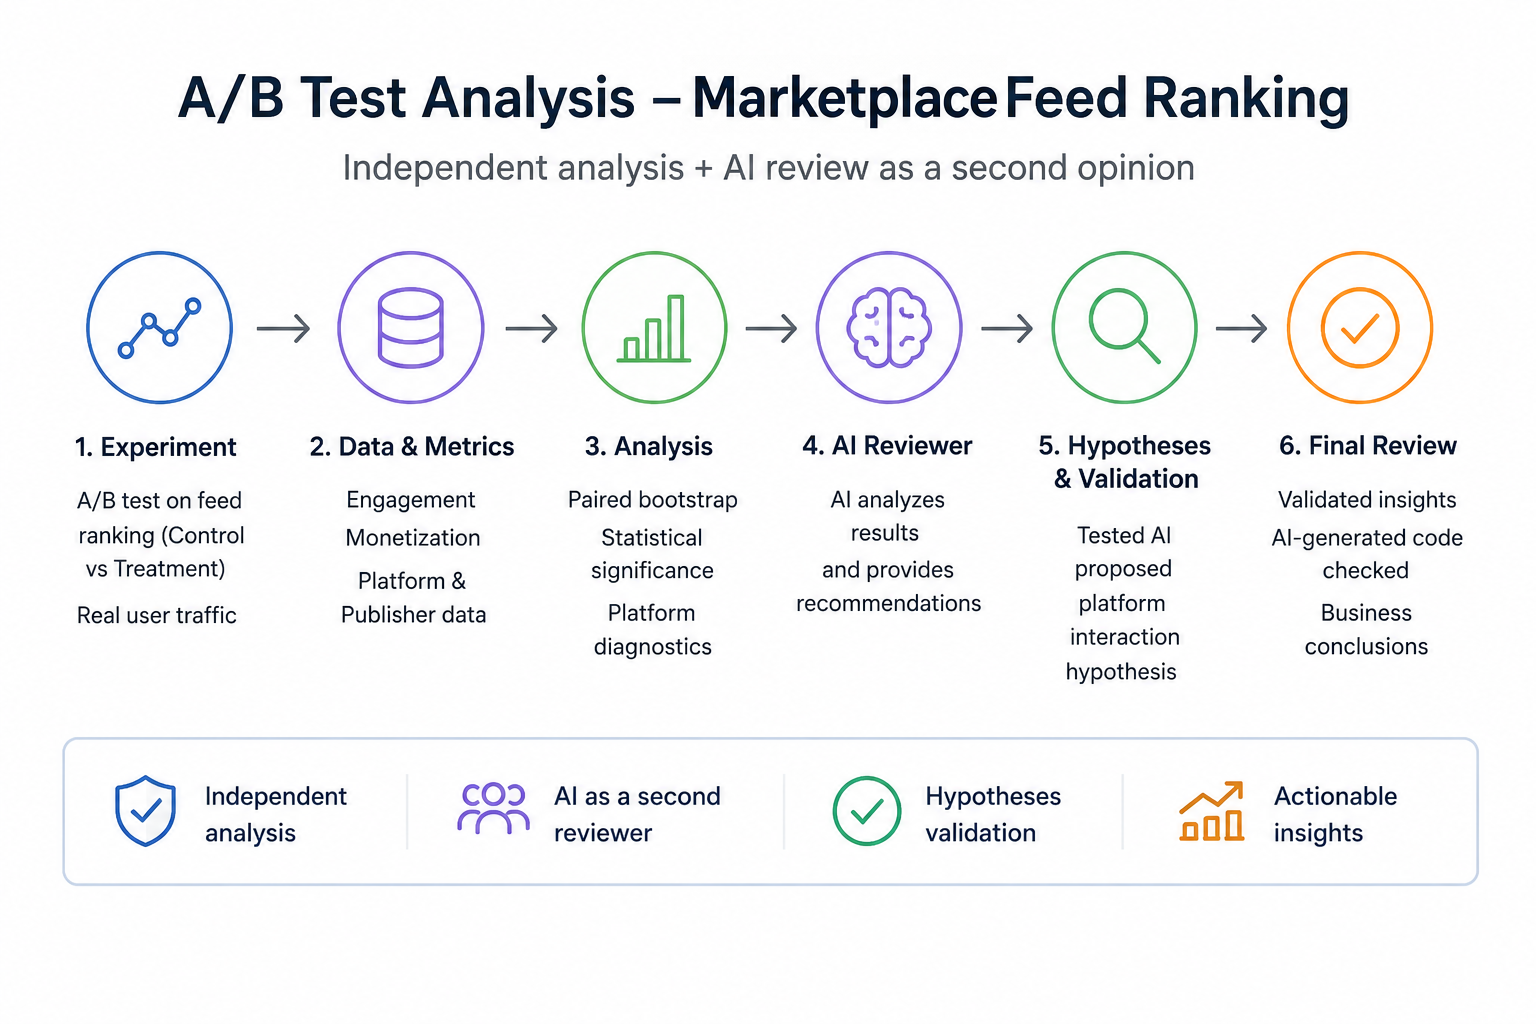 A/B Test Analysis – Marketplace Feed Ranking
Independent analysis + AI review as a second opinion
1. Experiment
A/B test on feed
ranking (Control
vs Treatment)
Real user traffic
2. Data & Metrics
Engagement
Monetization
Platform &
Publisher data
3. Analysis
Paired bootstrap
Statistical
significance
Platform
diagnostics
4. AI Reviewer
AI analyzes
results
and provides
recommendations
5. Hypotheses
& Validation
Tested AI
proposed
platform
interaction
hypothesis
6. Final Review
Validated insights
AI-generated code
checked
Business
conclusions
Independent
analysis
AI as a second
reviewer
Hypotheses
validation
Actionable
insights